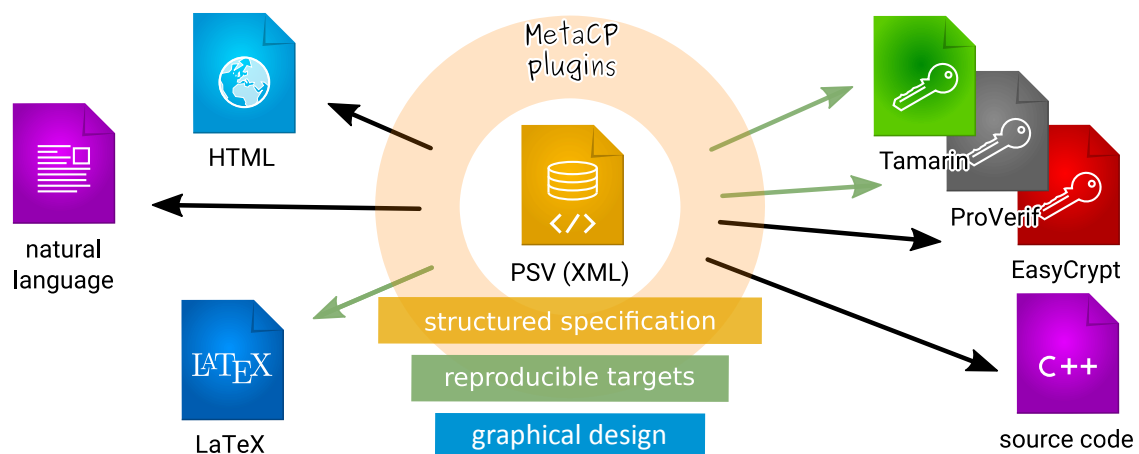 MetaCP
plugins
HTML
natural
language
LATEX
LaTeX
</>
PSV (XML)
structured specification
reproducible targets
graphical design
Tamarin
ProVerif
EasyCrypt
C++
source code